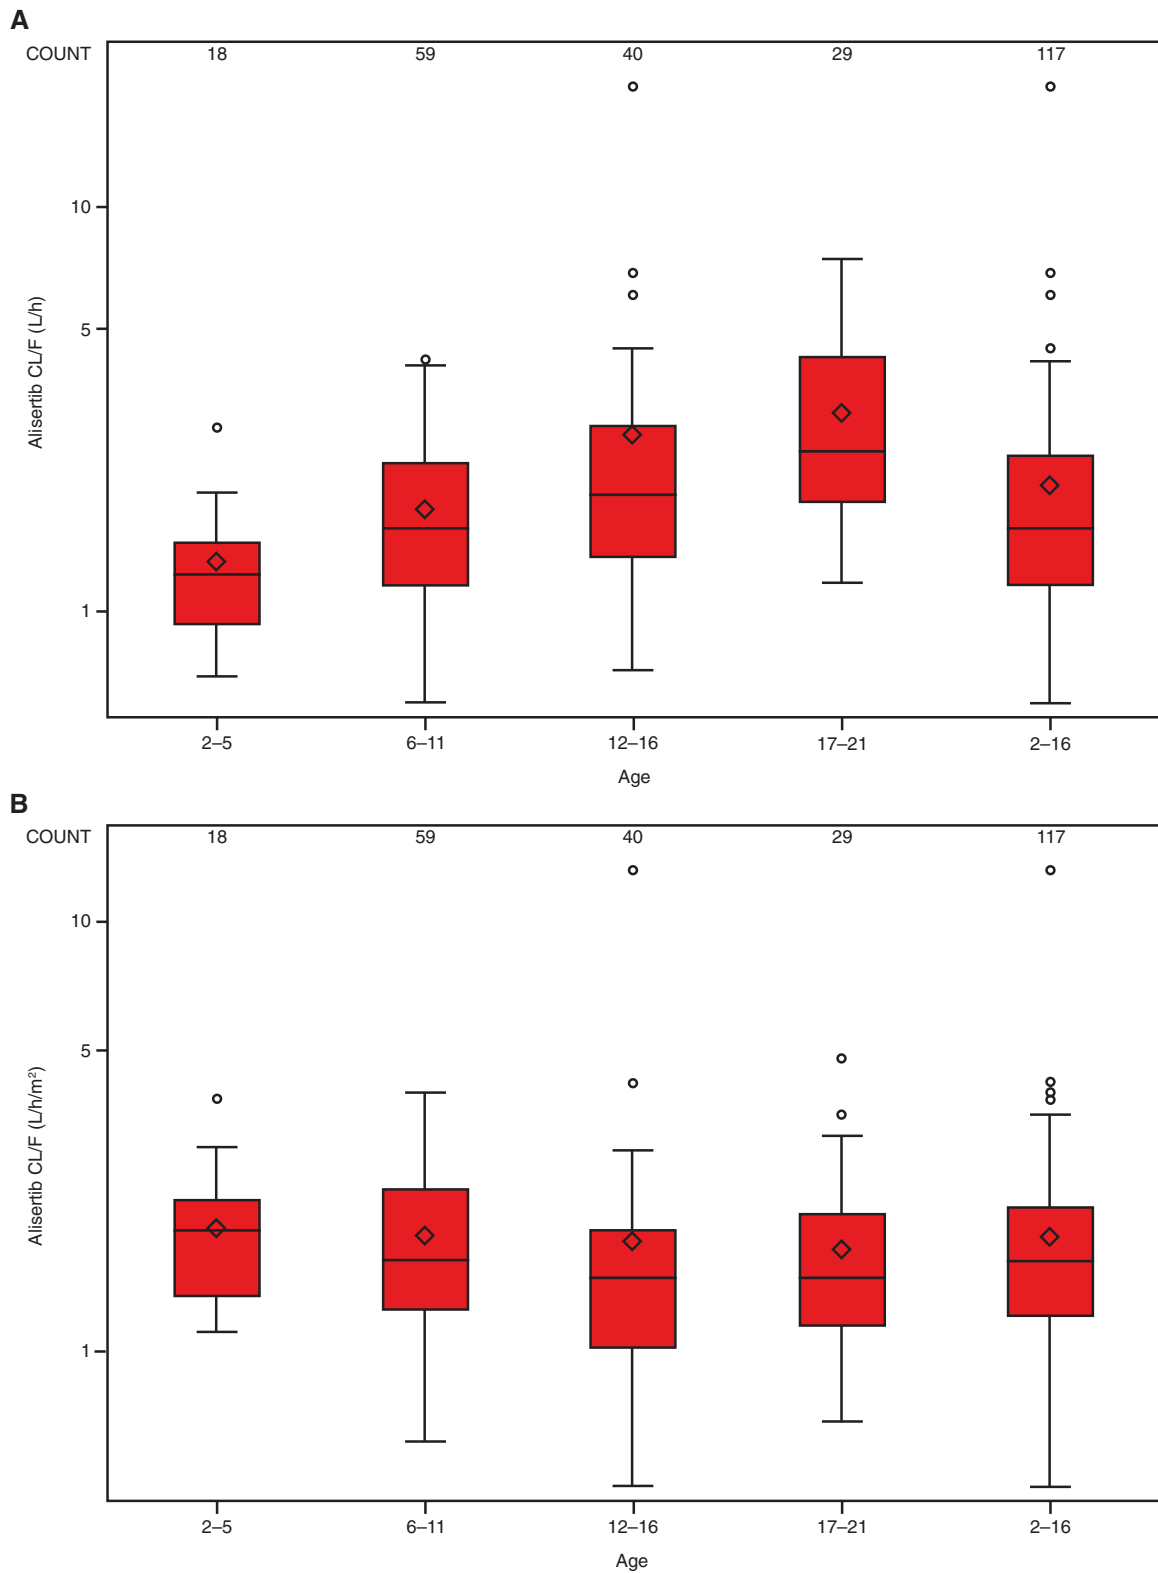 A
COUNT 18 59 40 29 117
10
5
1
Alisertib CL/F (L/h)
2–5 6–11 12–16 17–21 2–16
Age
B
COUNT 18 59 40 29 117
10
5
1
Alisertib CL/F (L/h/m²)
2–5 6–11 12–16 17–21 2–16
Age